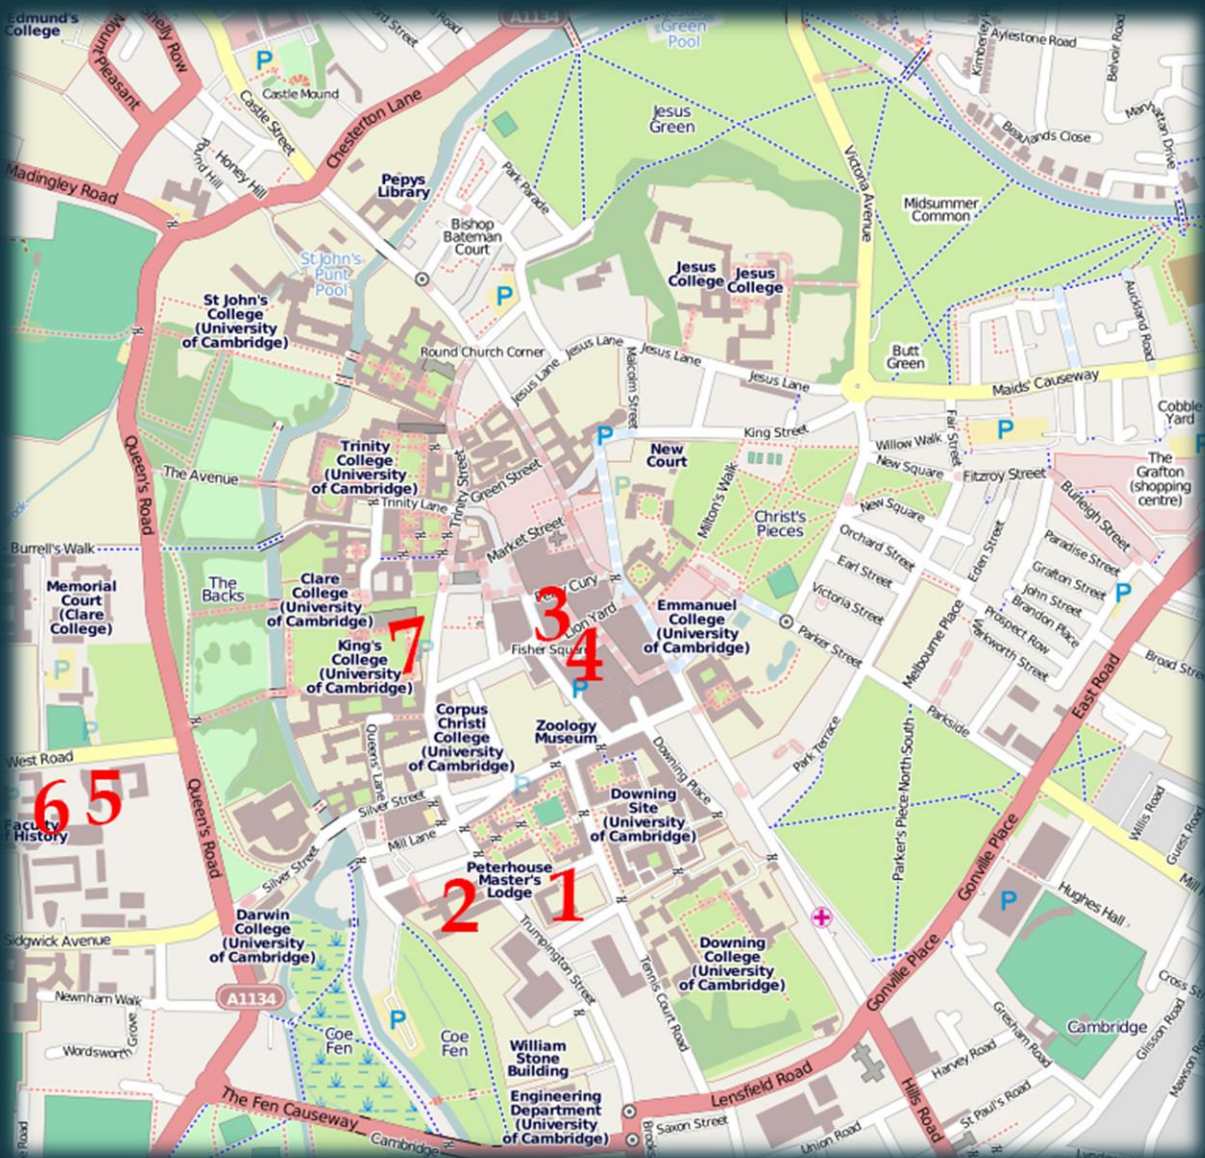 Edmund's
College
Mount Pleasant
Shelly Row
A1134
Green
Pool
Aylestone Road
Belvoir Road
Castle Mound
Castle Street
Chesterton Lane
Jesus
Green
Beaulands Close
Manhattan Drive
Honey Hill
Pound Hill
Madingley Road
Pepys
Library
Park Parade
Victoria Avenue
Midsummer
Common
Bishop
Bateman
Court
St John's
Punt
Pool
Jesus
College
Jesus
College
St John's
College
(University
of Cambridge)
Auckland Road
Round Church Corner
Jesus Lane
Jesus Lane
Jesus Lane
Jesus Lane
Malcolm Street
Butt
Green
Maids' Causeway
Cobble
Yard
King Street
Willow Walk
Fair Street
New Square
Fitzroy Street
The
Grafton
(shopping
centre)
Queen's Road
The Avenue
Trinity
College
(University
of Cambridge)
Trinity Lane
Trinity Street
Green Street
New
Court
Milton's Walk
Christ's
Pieces
New Square
Burleigh Street
Market Street
Orchard Street
Earl Street
Eden Street
Paradise Street
Grafton Street
John Street
Brandon Place
Prospect Row
Warkworth Street
Burrell's Walk
Memorial
Court
(Clare
College)
The
Backs
Clare
College
(University
of Cambridge)
Petty Cury
Lion Yard
Fisher Square
3
4
7
Emmanuel
College
(University
of Cambridge)
Victoria Street
Parker Street
Melbourne Place
King's
College
(University
of Cambridge)
Broad Street
East Road
Corpus
Christi
College
(University
of Cambridge)
Zoology
Museum
Queens' Lane
Downing Place
Park Terrace
Parkside
Parker's Piece North-South
West Road
6
5
Faculty
of History
Queen's Road
Silver Street
Mill Lane
Silver Street
Downing
Site
(University
of Cambridge)
Willis Road
Guest Road
Mill
Peterhouse
Master's
Lodge
2
1
Gonville Place
Hughes Hall
Darwin
College
(University
of Cambridge)
Sidgwick Avenue
Trumpington Street
Tennis Court Road
Downing
College
(University
of Cambridge)
Gonville Place
Newnham Walk
A1134
Grove
Wordsworth
Coe
Fen
Coe
Fen
William
Stone
Building
Cross St
Glisson Road
Cambridge
Gresham Road
Harvey Road
Mawson Ro
The Fen Causeway
Cambridge
Engineering
Department
(University
of Cambridge)
Lensfield Road
Saxon Street
Union Road
Hills Road
St Paul's Road